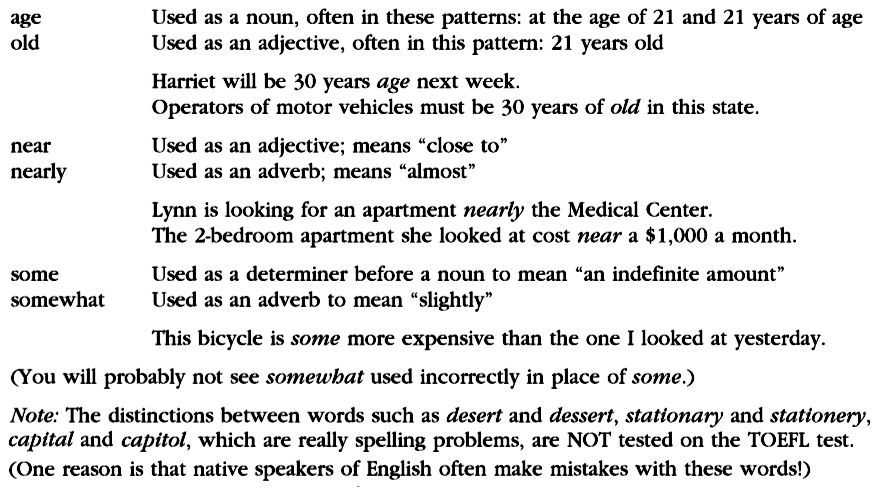 age Used as a noun, often in these patterns: at the age of 21 and 21 years of age
old Used as an adjective, often in this pattern: 21 years old
Harriet will be 30 years age next week.
Operators of motor vehicles must be 30 years of old in this state.
near Used as an adjective; means “close to”
nearly Used as an adverb; means “almost”
Lynn is looking for an apartment nearly the Medical Center.
The 2-bedroom apartment she looked at cost near a $1,000 a month.
some Used as a determiner before a noun to mean “an indefinite amount”
somewhat Used as an adverb to mean “slightly”
This bicycle is some more expensive than the one I looked at yesterday.
(You will probably not see somewhat used incorrectly in place of some.)
Note: The distinctions between words such as desert and dessert, stationary and stationery,
capital and capitol, which are really spelling problems, are NOT tested on the TOEFL test.
(One reason is that native speakers of English often make mistakes with these words!)